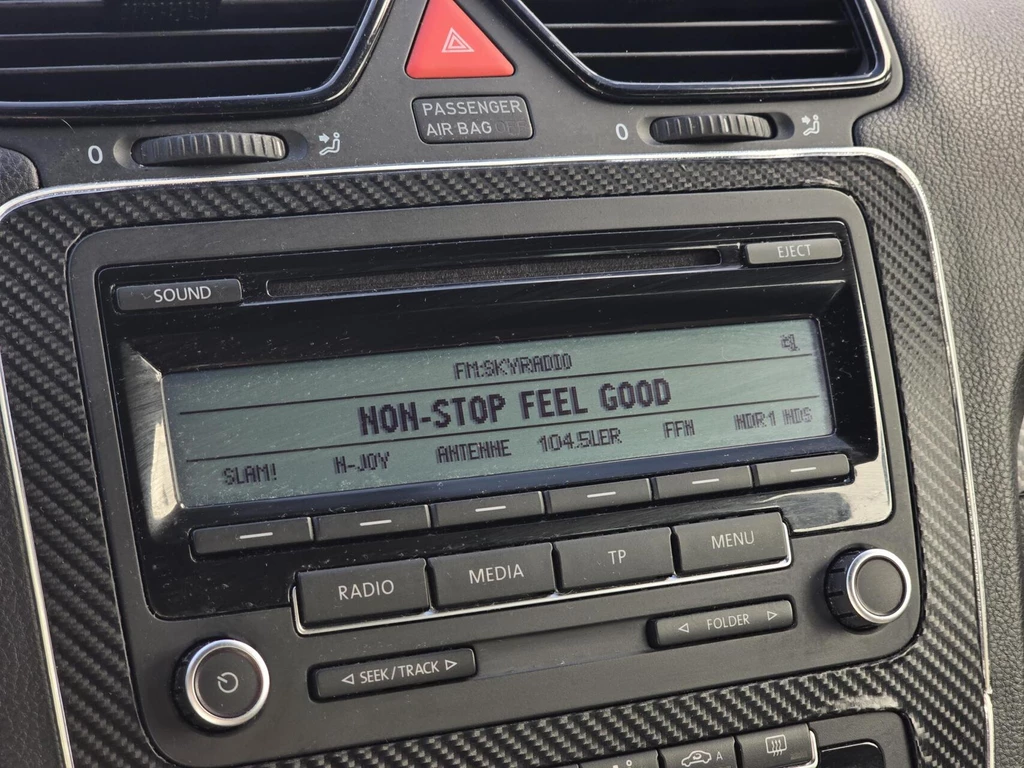 PASSENGER
AIR BAG OFF
0
0
EJECT
SOUND
FM:SKYRADIO
NON-STOP FEEL GOOD
SLAM! N-JOY ANTENNE 104.5LER FFN NDR1 NDS
RADIO MEDIA TP MENU
FOLDER
SEEK/TRACK
A